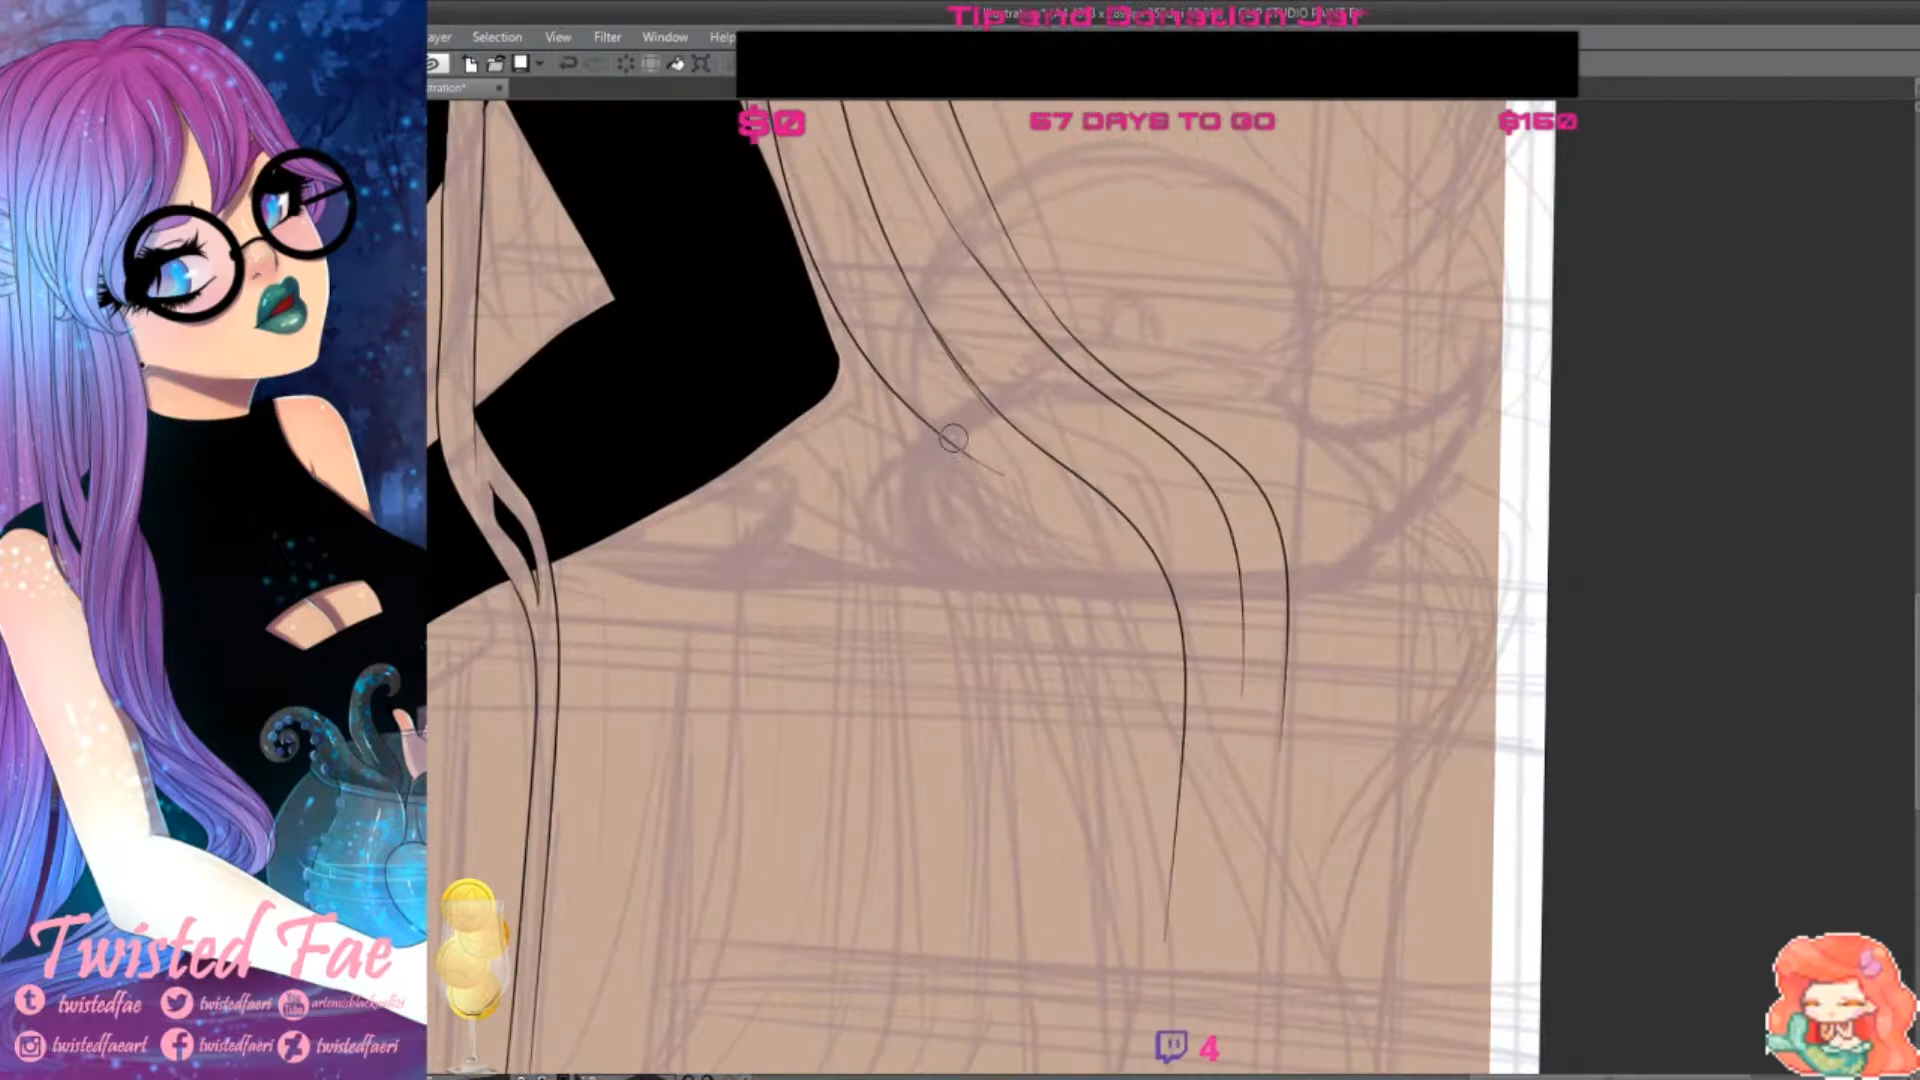 Tip and Donation Jar
ayer Selection View Filter Window Help
stration*
$0 57 DAYS TO GO $150
Twisted Fae
twistedfae twistedfaeri
twistedfaeart twistedfaeri twistedfaeri
4